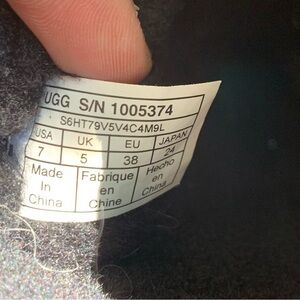 UGG S/N 1005374
S6HT79V5V4C4M9L
USA UK EU JAPAN
7 5 38 24
Made Fabrique Hecho
In en en
China Chine China